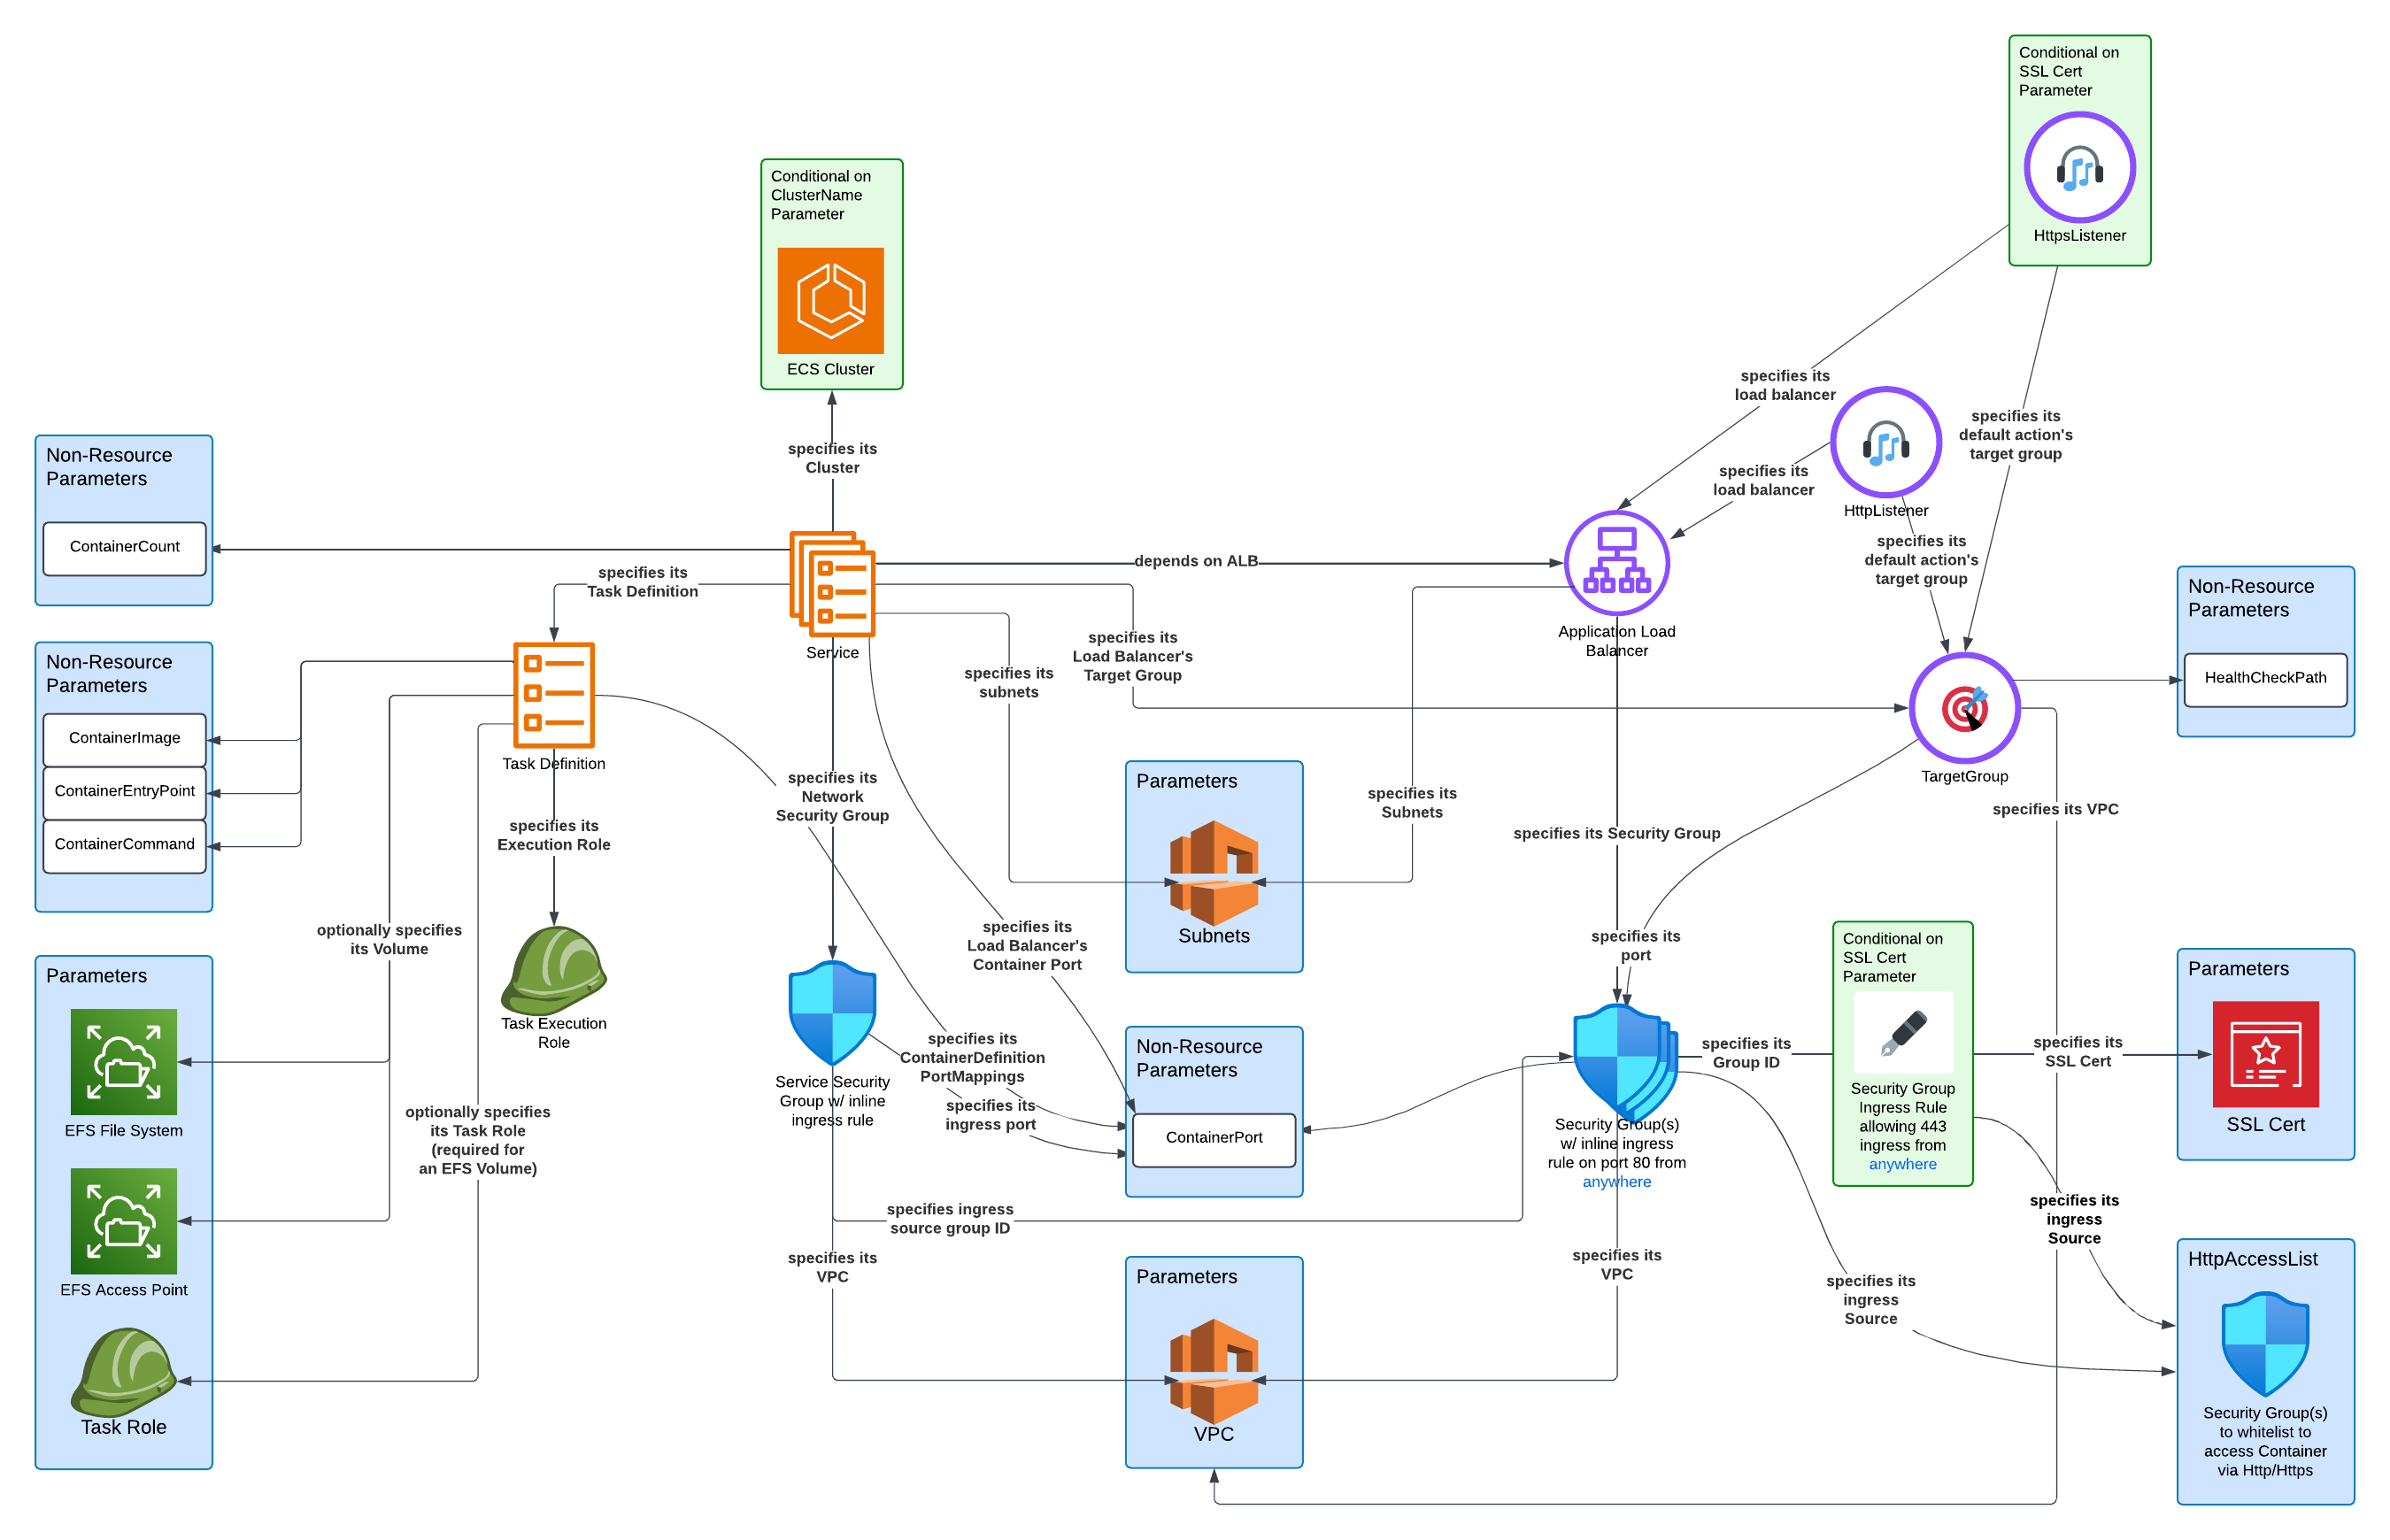 Conditional on
SSL Cert
Parameter
HttpsListener
Conditional on
ClusterName
Parameter
ECS Cluster
specifies its
load balancer
specifies its
default action's
target group
specifies its
load balancer
HttpListener
specifies its
default action's
target group
specifies its
Cluster
Non-Resource
Parameters
ContainerCount
specifies its
Task Definition
Service
depends on ALB
Application Load
Balancer
Non-Resource
Parameters
HealthCheckPath
Non-Resource
Parameters
ContainerImage
ContainerEntryPoint
ContainerCommand
Task Definition
specifies its
subnets
specifies its
Load Balancer's
Target Group
TargetGroup
specifies its
Network
Security Group
Parameters
Subnets
specifies its
Subnets
specifies its Security Group
specifies its VPC
specifies its
Execution Role
optionally specifies
its Volume
Task Execution
Role
specifies its
Load Balancer's
Container Port
specifies its
port
Conditional on
SSL Cert
Parameter
Security Group
Ingress Rule
allowing 443
ingress from
anywhere
Parameters
SSL Cert
Parameters
EFS File System
EFS Access Point
Task Role
optionally specifies
its Task Role
(required for
an EFS Volume)
Service Security
Group w/ inline
ingress rule
specifies its
ContainerDefinition
PortMappings
specifies its
ingress port
Non-Resource
Parameters
ContainerPort
Security Group(s)
w/ inline ingress
rule on port 80 from
anywhere
specifies its
Group ID
specifies its
SSL Cert
specifies ingress
source group ID
specifies its
VPC
Parameters
VPC
specifies its
VPC
specifies its
ingress
Source
specifies its
ingress
Source
HttpAccessList
Security Group(s)
to whitelist to
access Container
via Http/Https